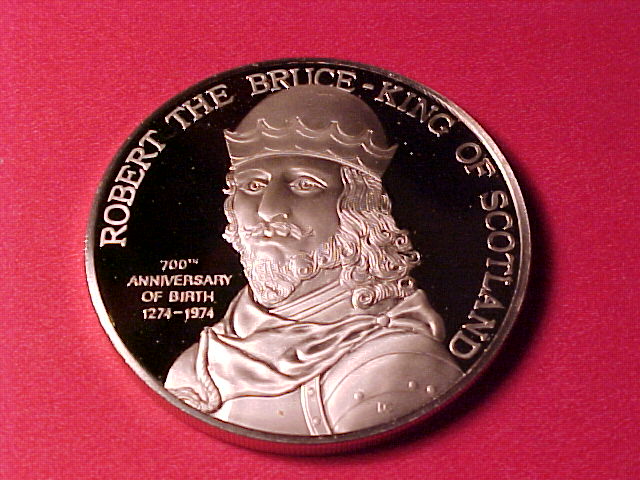 ROBERT THE BRUCE - KING OF SCOTLAND
700TH
ANNIVERSARY
OF BIRTH
1274-1974